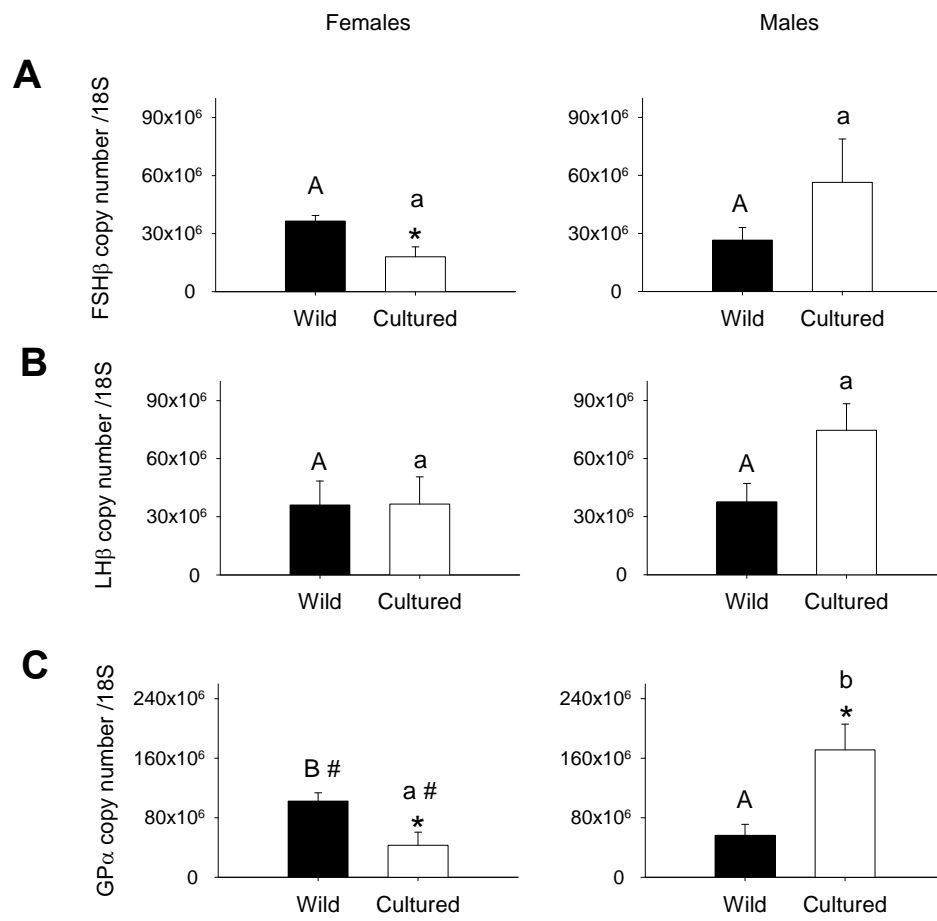 Females Males
A
FSHβ copy number /18S
90x10⁶
60x10⁶
30x10⁶
0
A
a
*
Wild Cultured
90x10⁶
60x10⁶
30x10⁶
0
A
a
Wild Cultured
B
LHβ copy number /18S
90x10⁶
60x10⁶
30x10⁶
0
A
a
Wild Cultured
90x10⁶
60x10⁶
30x10⁶
0
A
a
Wild Cultured
C
GPα copy number /18S
240x10⁶
160x10⁶
80x10⁶
0
B #
a #
*
Wild Cultured
240x10⁶
160x10⁶
80x10⁶
0
A
b
*
Wild Cultured